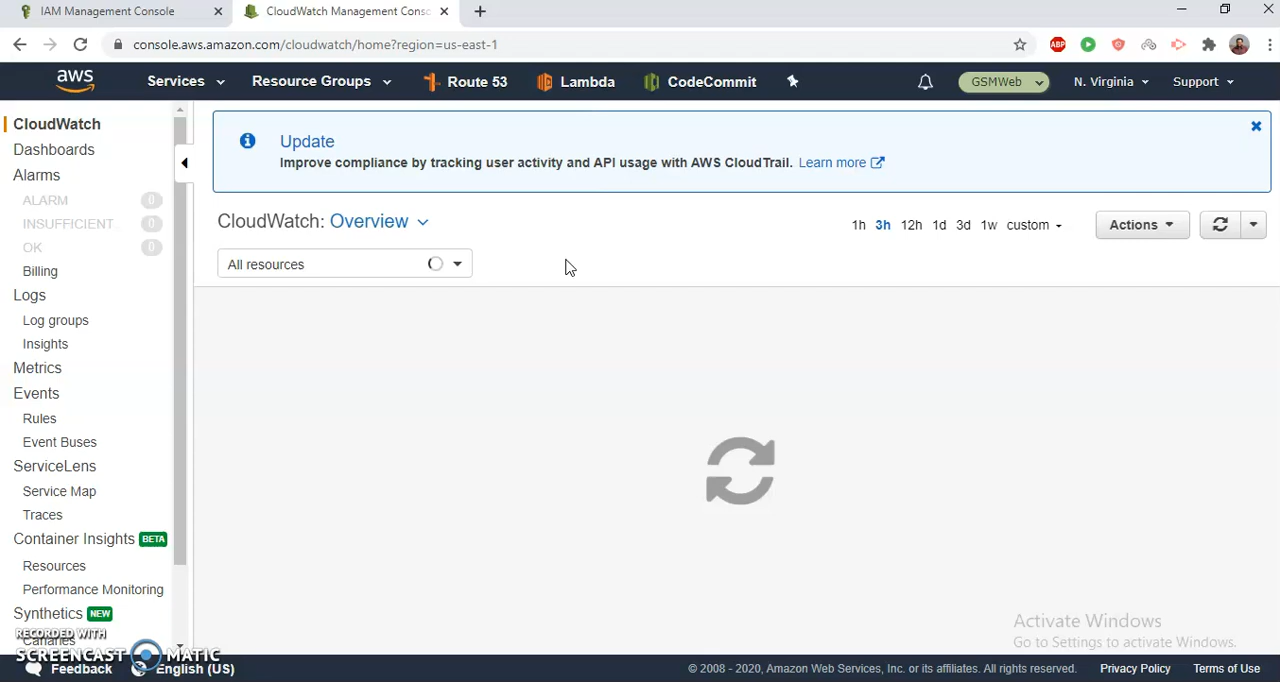 IAM Management Console
CloudWatch Management Conso
console.aws.amazon.com/cloudwatch/home?region=us-east-1
ABP
aws Services Resource Groups Route 53 Lambda CodeCommit GSMWeb N. Virginia Support
CloudWatch
Dashboards
Alarms
ALARM 0
INSUFFICIENT 0
OK 0
Billing
Logs
Log groups
Insights
Metrics
Events
Rules
Event Buses
ServiceLens
Service Map
Traces
Container Insights BETA
Resources
Performance Monitoring
Synthetics NEW
Canaries
Update
Improve compliance by tracking user activity and API usage with AWS CloudTrail. Learn more
CloudWatch: Overview
1h 3h 12h 1d 3d 1w custom Actions
All resources
Activate Windows
Go to Settings to activate Windows.
RECORDED WITH
SCREENCAST MATIC
Feedback English (US) © 2008 - 2020, Amazon Web Services, Inc. or its affiliates. All rights reserved. Privacy Policy Terms of Use